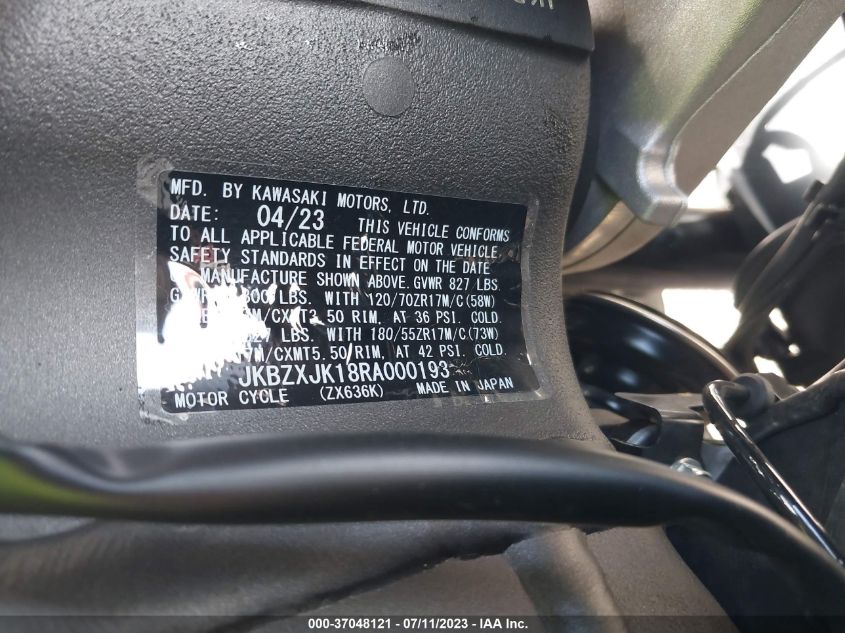 MFD. BY KAWASAKI MOTORS, LTD.
DATE: 04/23 THIS VEHICLE CONFORMS
TO ALL APPLICABLE FEDERAL MOTOR VEHICLE
SAFETY STANDARDS IN EFFECT ON THE DATE
MANUFACTURE SHOWN ABOVE. GVWR 827 LBS.
LBS. WITH 120/70ZR17M/C(58W)
50 RIM, AT 36 PSI. COLD.
LBS. WITH 180/55ZR17M/C(73W)
/CXMT5.50/RIM, AT 42 PSI. COLD.
JKBZXJK18RA000193
MOTOR CYCLE (ZX636K) MADE IN JAPAN
000-37048121 - 07/11/2023 - IAA Inc.